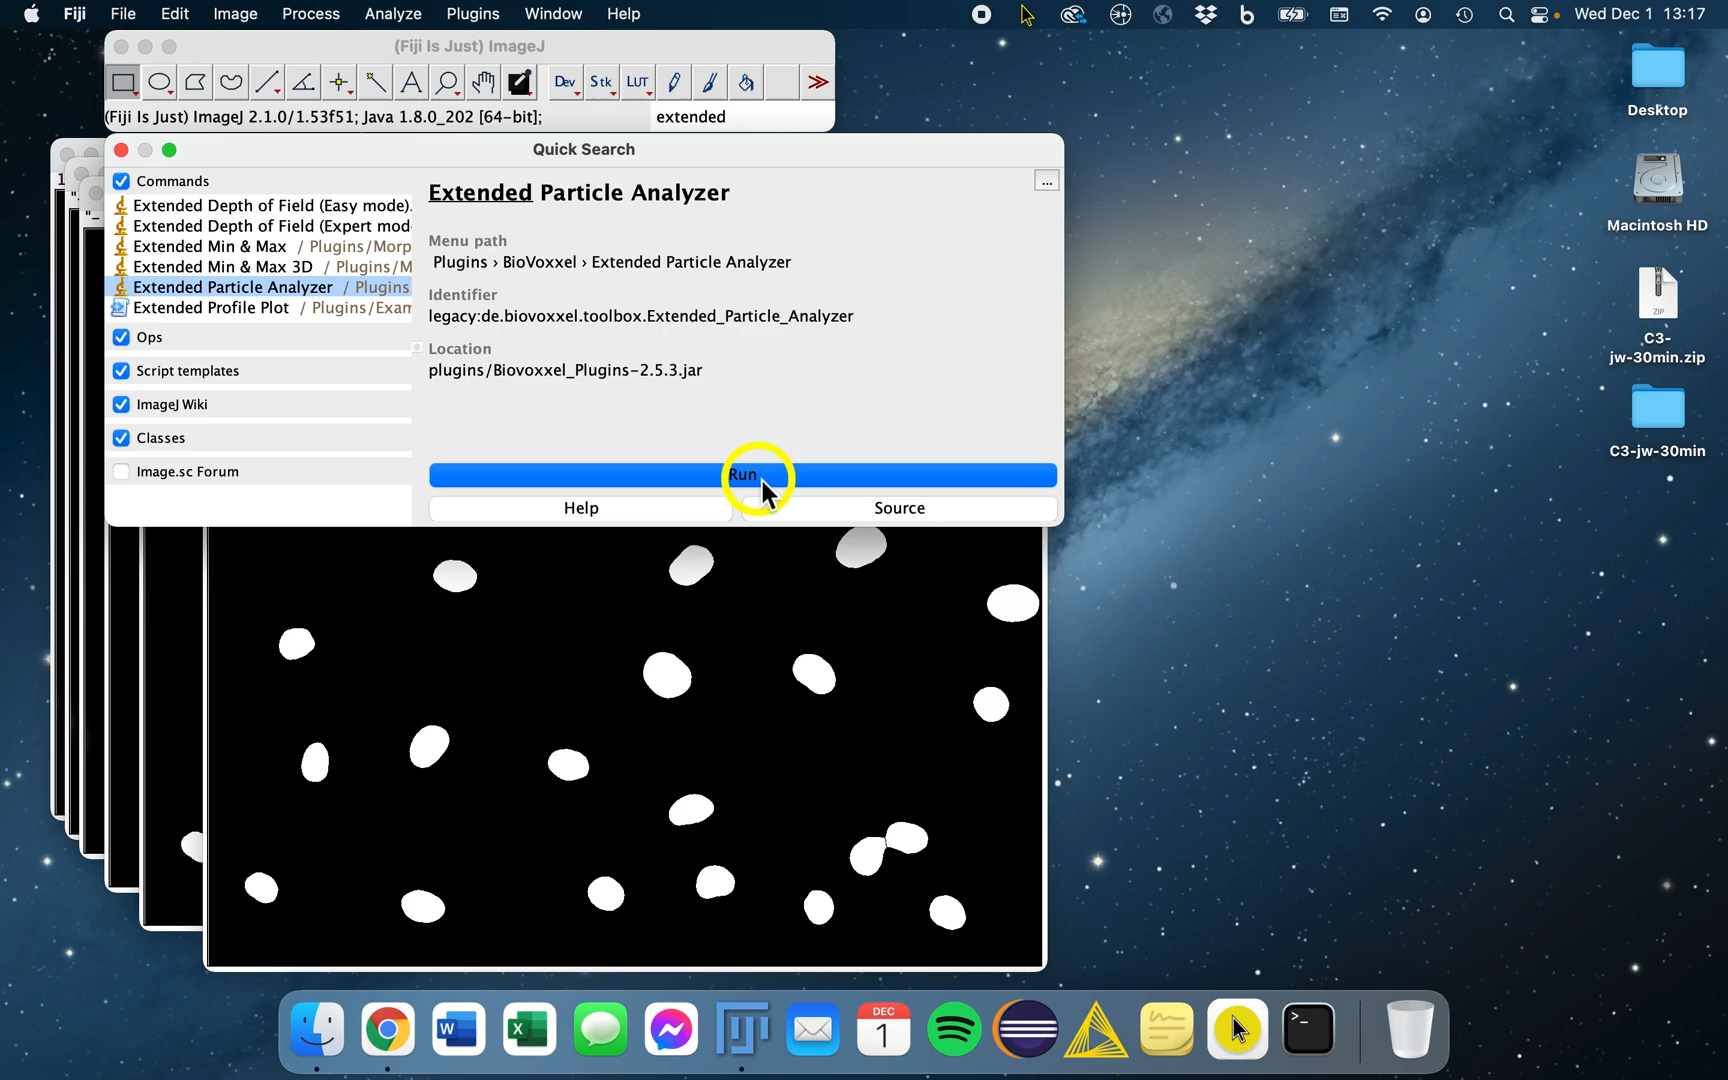 Fiji File Edit Image Process Analyze Plugins Window Help Wed Dec 1 13:17
(Fiji Is Just) ImageJ
Dev Stk LUT
(Fiji Is Just) ImageJ 2.1.0/1.53f51; Java 1.8.0_202 [64-bit];
extended
Quick Search
Commands
Extended Depth of Field (Easy mode).
Extended Depth of Field (Expert mod
Extended Min & Max / Plugins/Morp
Extended Min & Max 3D / Plugins/M
Extended Particle Analyzer / Plugins
Extended Profile Plot / Plugins/Exam
Ops
Script templates
ImageJ Wiki
Classes
Image.sc Forum
Extended Particle Analyzer
...
Menu path
Plugins › BioVoxxel › Extended Particle Analyzer
Identifier
legacy:de.biovoxxel.toolbox.Extended_Particle_Analyzer
Location
plugins/Biovoxxel_Plugins-2.5.3.jar
Run
Help
Source
Desktop
Macintosh HD
ZIP
C3-
jw-30min.zip
C3-jw-30min
DEC
1